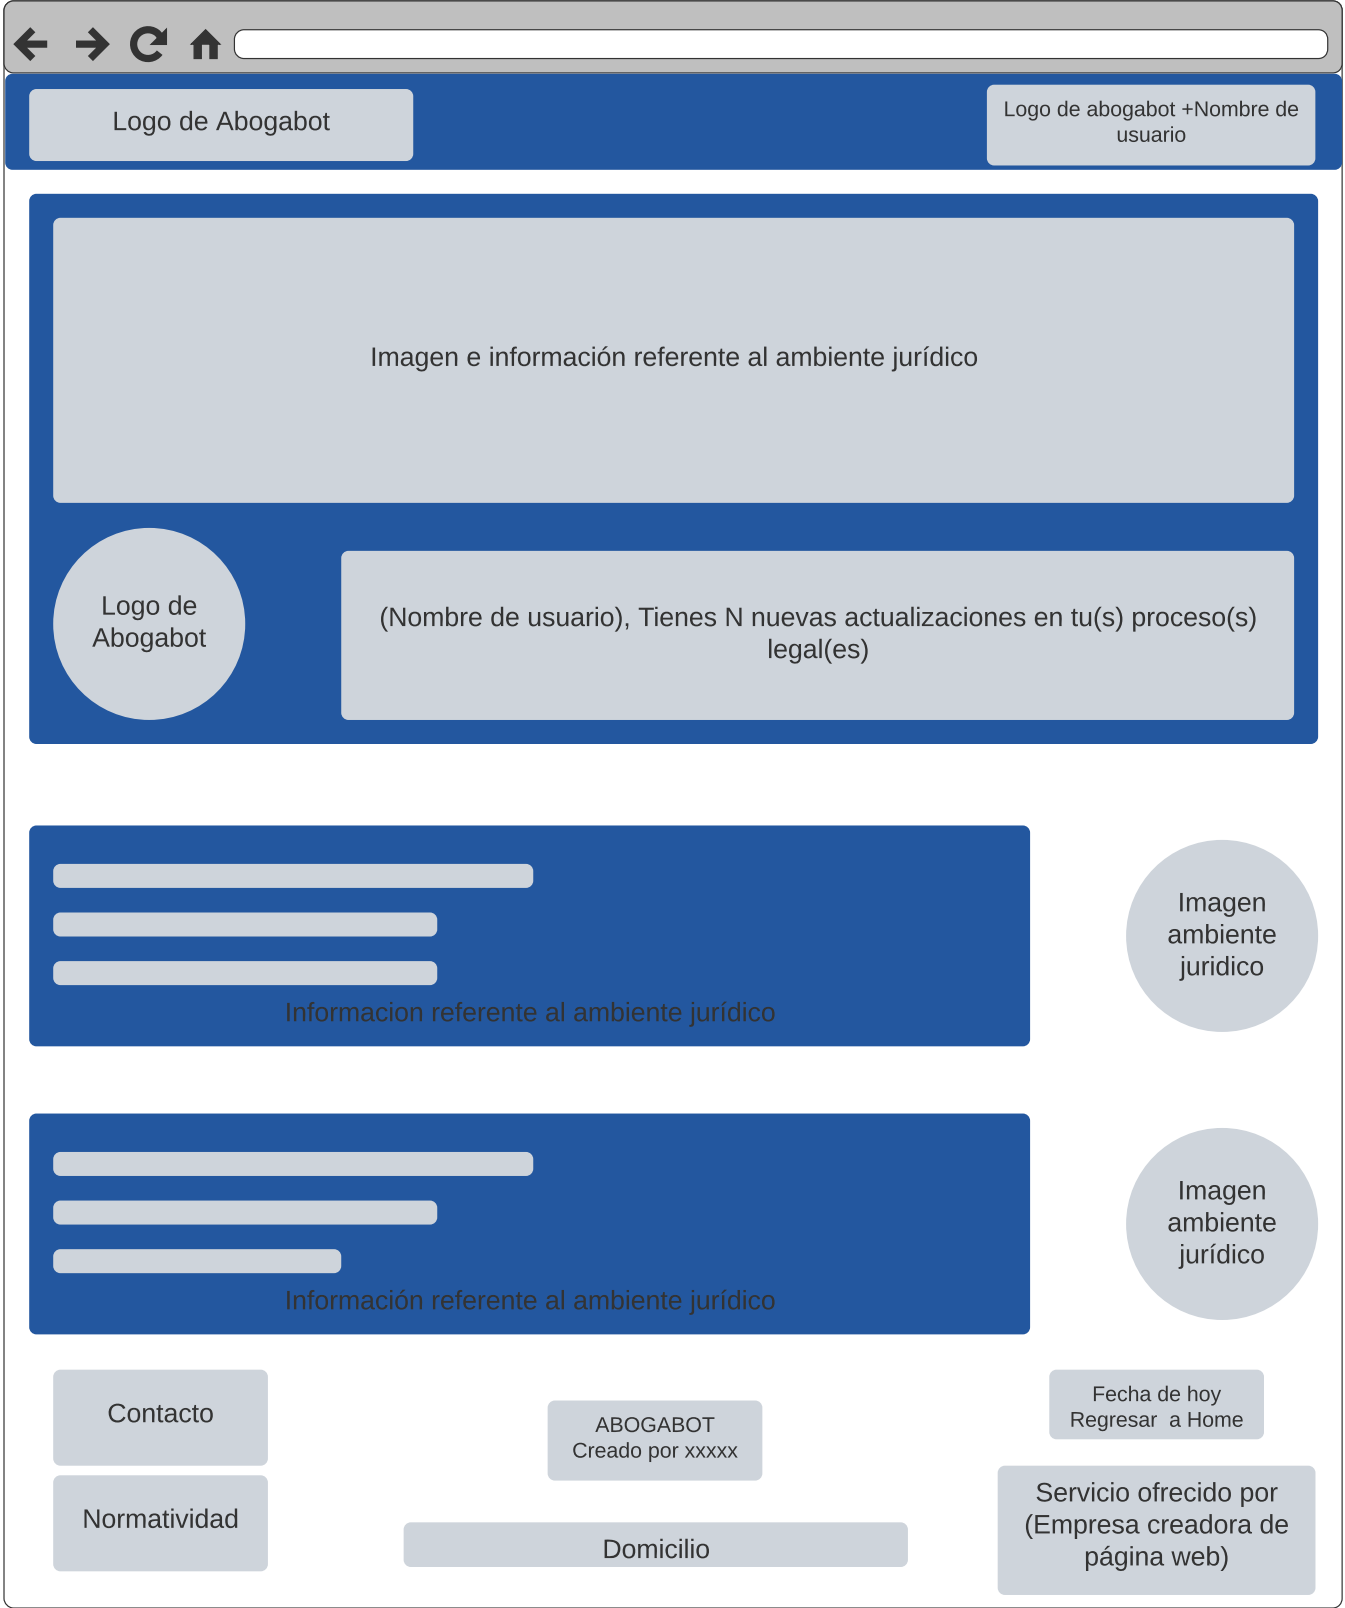 Logo de Abogabot
Logo de abogabot +Nombre de
usuario
Imagen e información referente al ambiente jurídico
Logo de
Abogabot
(Nombre de usuario), Tienes N nuevas actualizaciones en tu(s) proceso(s)
legal(es)
Informacion referente al ambiente jurídico
Imagen
ambiente
juridico
Información referente al ambiente jurídico
Imagen
ambiente
jurídico
Contacto
Normatividad
ABOGABOT
Creado por xxxxx
Domicilio
Fecha de hoy
Regresar  a Home
Servicio ofrecido por
(Empresa creadora de
página web)